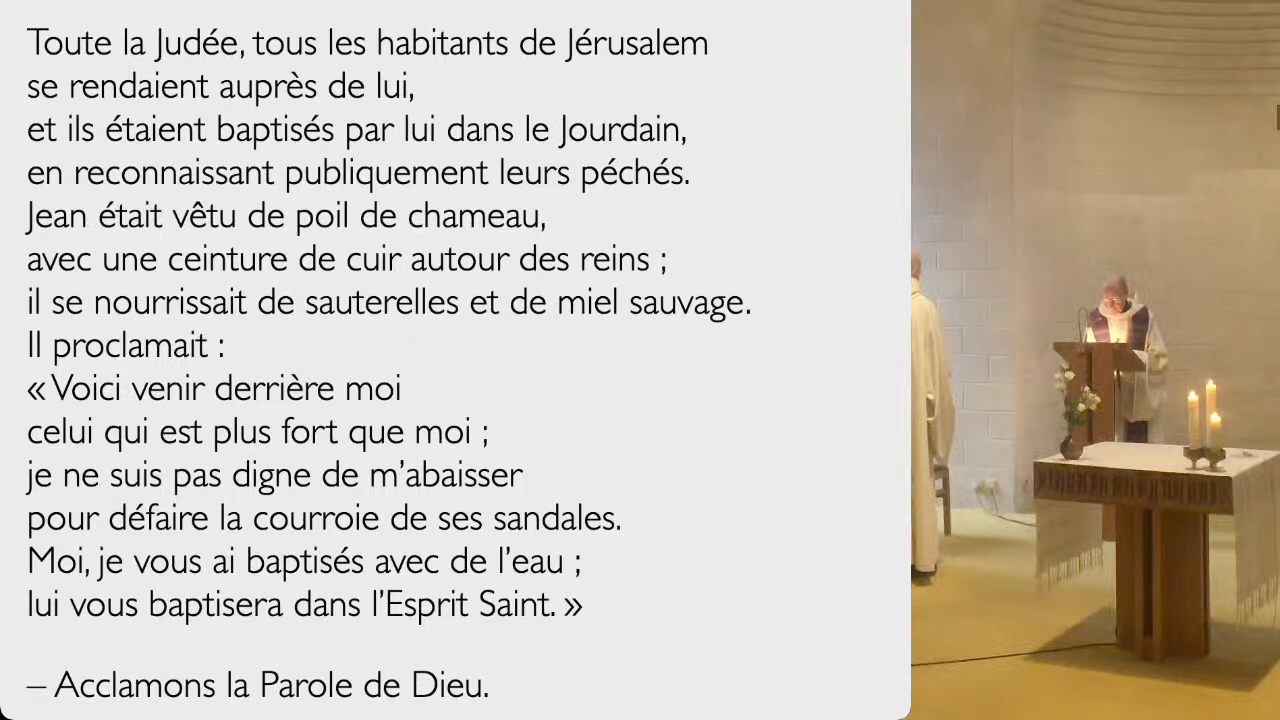 Toute la Judée, tous les habitants de Jérusalem
se rendaient auprès de lui,
et ils étaient baptisés par lui dans le Jourdain,
en reconnaissant publiquement leurs péchés.
Jean était vêtu de poil de chameau,
avec une ceinture de cuir autour des reins ;
il se nourrissait de sauterelles et de miel sauvage.
Il proclamait :
« Voici venir derrière moi
celui qui est plus fort que moi ;
je ne suis pas digne de m’abaisser
pour défaire la courroie de ses sandales.
Moi, je vous ai baptisés avec de l’eau ;
lui vous baptisera dans l’Esprit Saint. »
– Acclamons la Parole de Dieu.